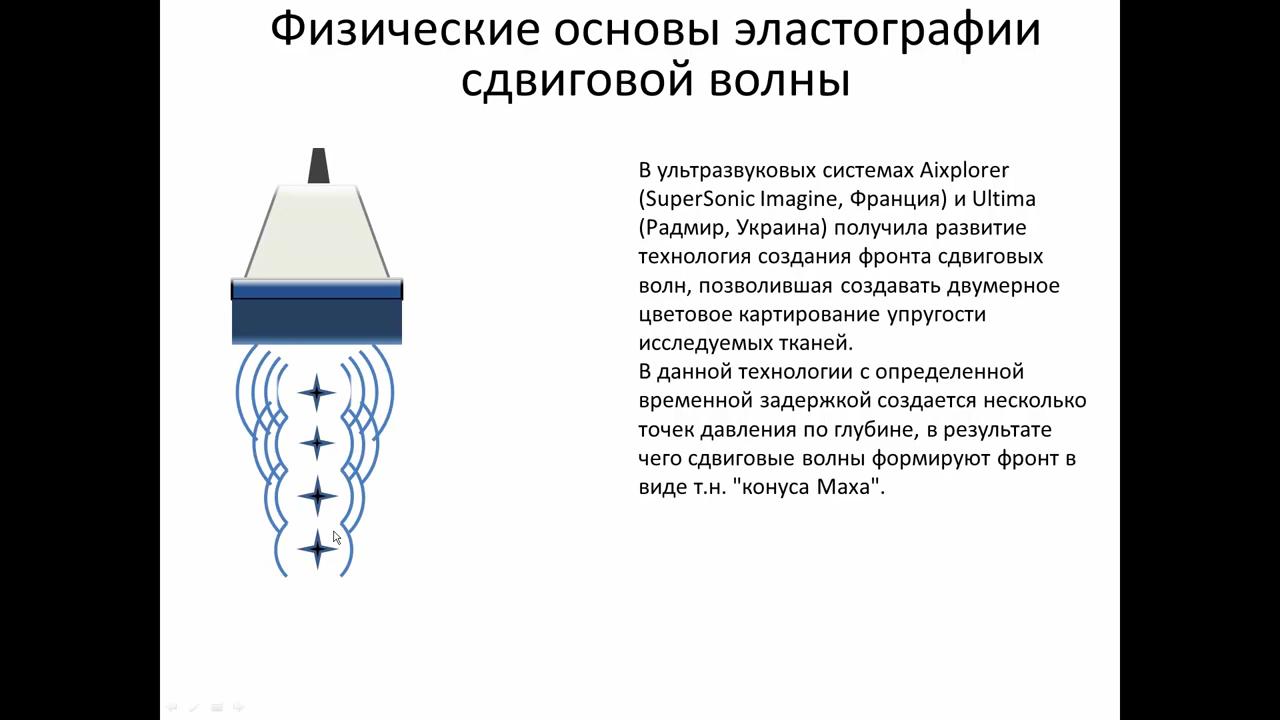 Физические основы эластографии
сдвиговой волны
В ультразвуковых системах Aixplorer
(SuperSonic Imagine, Франция) и Ultima
(Радмир, Украина) получила развитие
технология создания фронта сдвиговых
волн, позволившая создавать двумерное
цветовое картирование упругости
исследуемых тканей.
В данной технологии с определенной
временной задержкой создается несколько
точек давления по глубине, в результате
чего сдвиговые волны формируют фронт в
виде т.н. "конуса Маха".